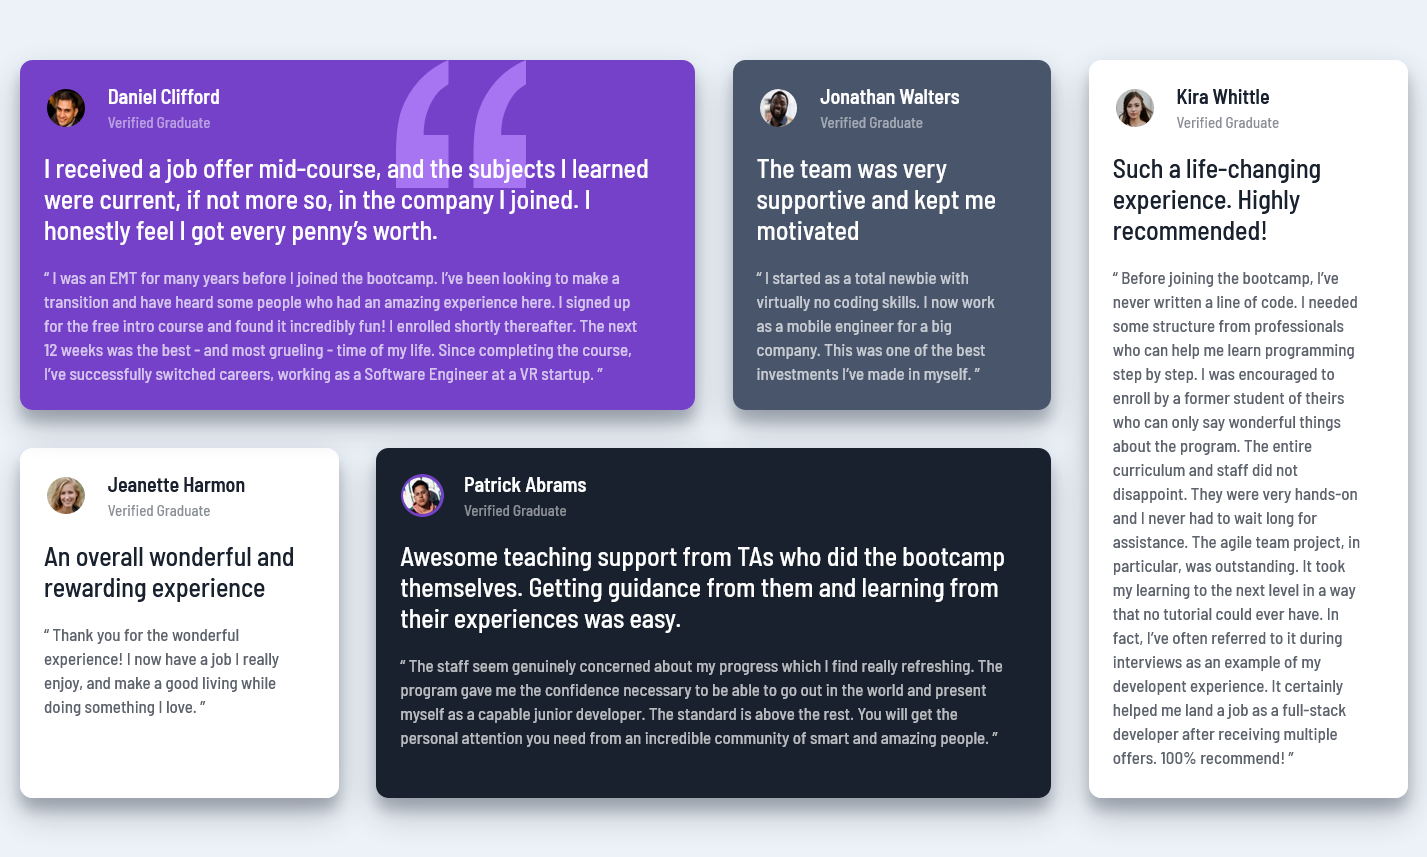 Daniel Clifford
Verified Graduate
I received a job offer mid-course, and the subjects I learned
were current, if not more so, in the company I joined. I
honestly feel I got every penny’s worth.
“ I was an EMT for many years before I joined the bootcamp. I’ve been looking to make a
transition and have heard some people who had an amazing experience here. I signed up
for the free intro course and found it incredibly fun! I enrolled shortly thereafter. The next
12 weeks was the best - and most grueling - time of my life. Since completing the course,
I’ve successfully switched careers, working as a Software Engineer at a VR startup. ”
Jonathan Walters
Verified Graduate
The team was very
supportive and kept me
motivated
“ I started as a total newbie with
virtually no coding skills. I now work
as a mobile engineer for a big
company. This was one of the best
investments I’ve made in myself. ”
Kira Whittle
Verified Graduate
Such a life-changing
experience. Highly
recommended!
“ Before joining the bootcamp, I’ve
never written a line of code. I needed
some structure from professionals
who can help me learn programming
step by step. I was encouraged to
enroll by a former student of theirs
who can only say wonderful things
about the program. The entire
curriculum and staff did not
disappoint. They were very hands-on
and I never had to wait long for
assistance. The agile team project, in
particular, was outstanding. It took
my learning to the next level in a way
that no tutorial could ever have. In
fact, I’ve often referred to it during
interviews as an example of my
developent experience. It certainly
helped me land a job as a full-stack
developer after receiving multiple
offers. 100% recommend! ”
Jeanette Harmon
Verified Graduate
An overall wonderful and
rewarding experience
“ Thank you for the wonderful
experience! I now have a job I really
enjoy, and make a good living while
doing something I love. ”
Patrick Abrams
Verified Graduate
Awesome teaching support from TAs who did the bootcamp
themselves. Getting guidance from them and learning from
their experiences was easy.
“ The staff seem genuinely concerned about my progress which I find really refreshing. The
program gave me the confidence necessary to be able to go out in the world and present
myself as a capable junior developer. The standard is above the rest. You will get the
personal attention you need from an incredible community of smart and amazing people. ”